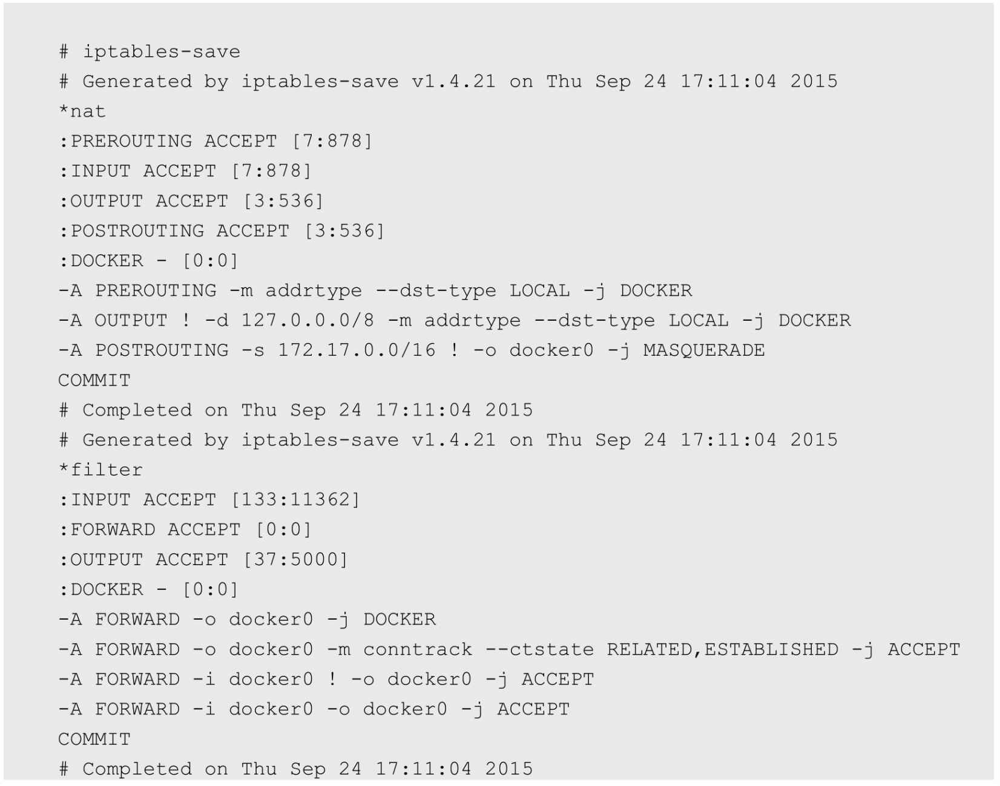 # iptables-save
# Generated by iptables-save v1.4.21 on Thu Sep 24 17:11:04 2015
*nat
:PREROUTING ACCEPT [7:878]
:INPUT ACCEPT [7:878]
:OUTPUT ACCEPT [3:536]
:POSTROUTING ACCEPT [3:536]
:DOCKER - [0:0]
-A PREROUTING -m addrtype --dst-type LOCAL -j DOCKER
-A OUTPUT ! -d 127.0.0.0/8 -m addrtype --dst-type LOCAL -j DOCKER
-A POSTROUTING -s 172.17.0.0/16 ! -o docker0 -j MASQUERADE
COMMIT
# Completed on Thu Sep 24 17:11:04 2015
# Generated by iptables-save v1.4.21 on Thu Sep 24 17:11:04 2015
*filter
:INPUT ACCEPT [133:11362]
:FORWARD ACCEPT [0:0]
:OUTPUT ACCEPT [37:5000]
:DOCKER - [0:0]
-A FORWARD -o docker0 -j DOCKER
-A FORWARD -o docker0 -m conntrack --ctstate RELATED,ESTABLISHED -j ACCEPT
-A FORWARD -i docker0 ! -o docker0 -j ACCEPT
-A FORWARD -i docker0 -o docker0 -j ACCEPT
COMMIT
# Completed on Thu Sep 24 17:11:04 2015